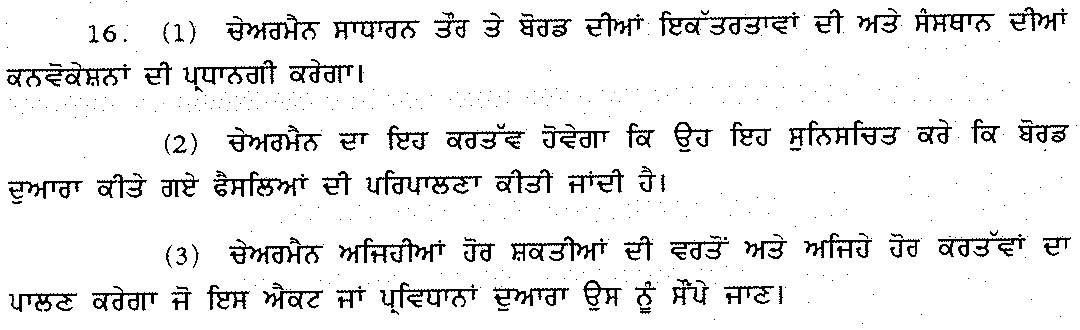 16. (1) ਚੇਅਰਮੈਨ ਸਾਧਾਰਨ ਤੌਰ ਤੇ ਬੋਰਡ ਦੀਆਂ ਇਕੱਤਰਤਾਵਾਂ ਦੀ ਅਤੇ ਸੰਸਥਾਨ ਦੀਆਂ
ਕਨਵੋਕੇਸ਼ਨਾਂ ਦੀ ਪ੍ਰਧਾਨਗੀ ਕਰੇਗਾ।
(2) ਚੇਅਰਮੈਨ ਦਾ ਇਹ ਕਰਤੱਵ ਹੋਵੇਗਾ ਕਿ ਉਹ ਇਹ ਸੁਨਿਸਚਿਤ ਕਰੇ ਕਿ ਬੋਰਡ
ਦੁਆਰਾ ਕੀਤੇ ਗਏ ਫੈਸਲਿਆਂ ਦੀ ਪਰਿਪਾਲਣਾ ਕੀਤੀ ਜਾਂਦੀ ਹੈ।
(3) ਚੇਅਰਮੈਨ ਅਜਿਹੀਆਂ ਹੋਰ ਸ਼ਕਤੀਆਂ ਦੀ ਵਰਤੋਂ ਅਤੇ ਅਜਿਹੇ ਹੋਰ ਕਰਤੱਵਾਂ ਦਾ
ਪਾਲਣ ਕਰੇਗਾ ਜੋ ਇਸ ਐਕਟ ਜਾਂ ਪ੍ਰਵਿਧਾਨਾਂ ਦੁਆਰਾ ਉਸ ਨੂੰ ਸੌਂਪੇ ਜਾਣ।